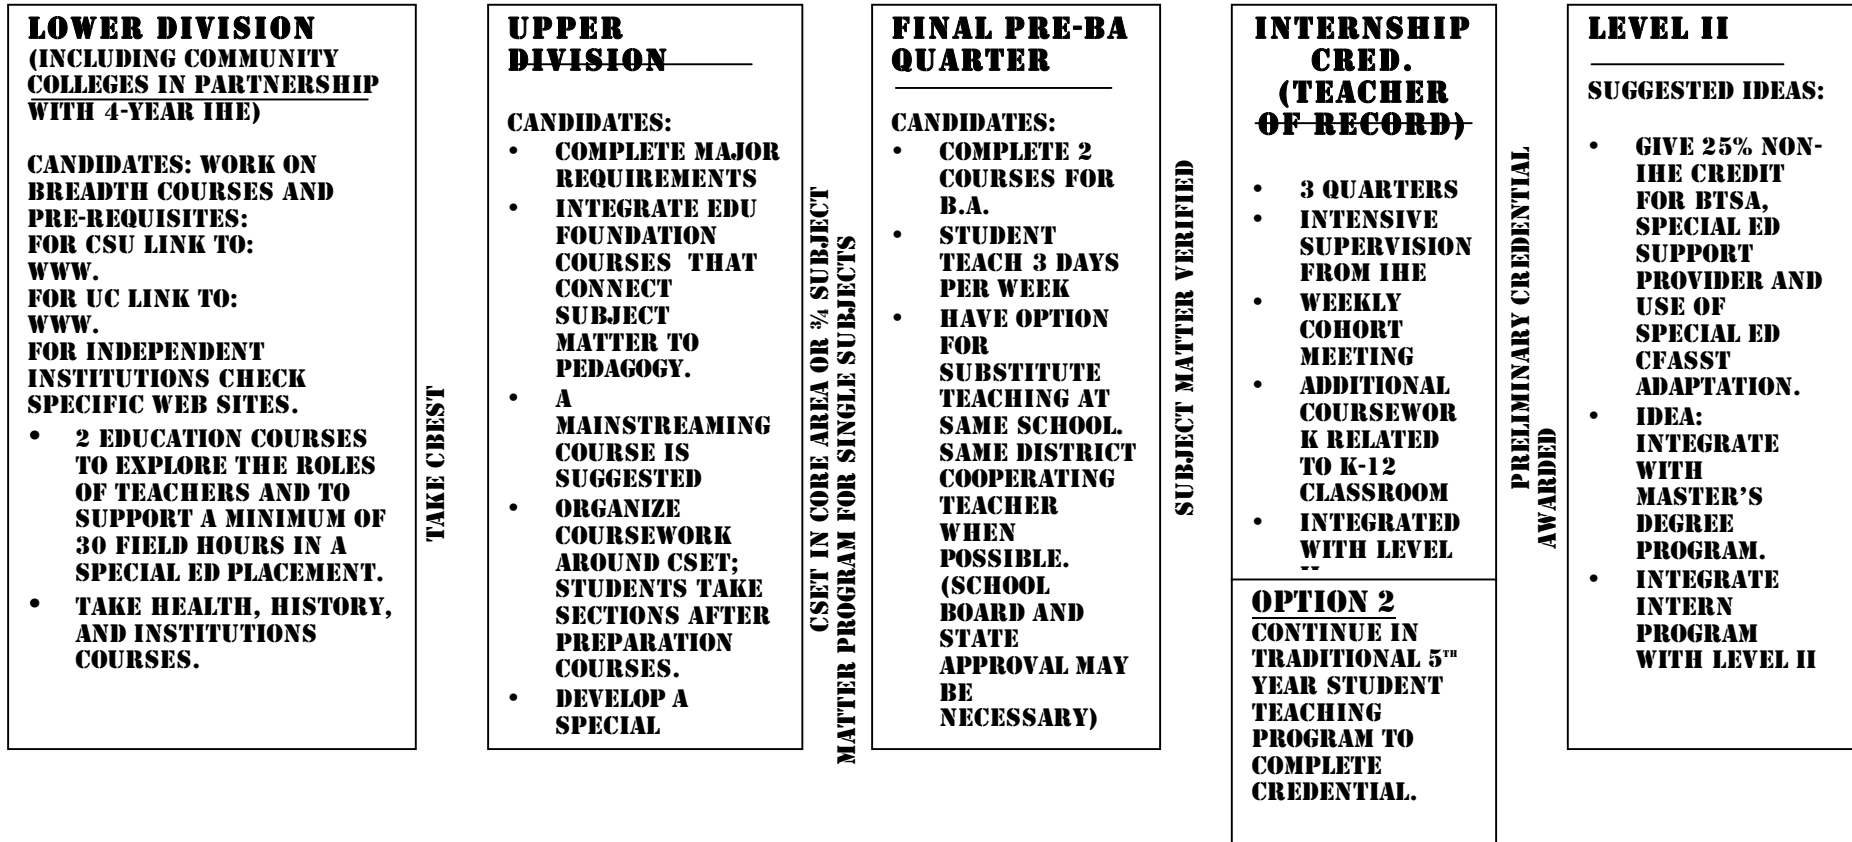 LOWER DIVISION
(INCLUDING COMMUNITY
COLLEGES IN PARTNERSHIP
WITH 4-YEAR IHE)
CANDIDATES: WORK ON
BREADTH COURSES AND
PRE-REQUISITES:
FOR CSU LINK TO:
WWW.
FOR UC LINK TO:
WWW.
FOR INDEPENDENT
INSTITUTIONS CHECK
SPECIFIC WEB SITES.
• 2 EDUCATION COURSES
TO EXPLORE THE ROLES
OF TEACHERS AND TO
SUPPORT A MINIMUM OF
30 FIELD HOURS IN A
SPECIAL ED PLACEMENT.
• TAKE HEALTH, HISTORY,
AND INSTITUTIONS
COURSES.
TAKE CBEST
UPPER
DIVISION
CANDIDATES:
• COMPLETE MAJOR
REQUIREMENTS
• INTEGRATE EDU
FOUNDATION
COURSES THAT
CONNECT
SUBJECT
MATTER TO
PEDAGOGY.
• A
MAINSTREAMING
COURSE IS
SUGGESTED
• ORGANIZE
COURSEWORK
AROUND CSET;
STUDENTS TAKE
SECTIONS AFTER
PREPARATION
COURSES.
• DEVELOP A
SPECIAL
CSET IN CORE AREA OR ¾ SUBJECT
MATTER PROGRAM FOR SINGLE SUBJECTS
FINAL PRE-BA
QUARTER
CANDIDATES:
• COMPLETE 2
COURSES FOR
B.A.
• STUDENT
TEACH 3 DAYS
PER WEEK
• HAVE OPTION
FOR
SUBSTITUTE
TEACHING AT
SAME SCHOOL.
SAME DISTRICT
COOPERATING
TEACHER
WHEN
POSSIBLE.
(SCHOOL
BOARD AND
STATE
APPROVAL MAY
BE
NECESSARY)
SUBJECT MATTER VERIFIED
INTERNSHIP
CRED.
(TEACHER
OF RECORD)
• 3 QUARTERS
• INTENSIVE
SUPERVISION
FROM IHE
• WEEKLY
COHORT
MEETING
• ADDITIONAL
COURSEWOR
K RELATED
TO K-12
CLASSROOM
• INTEGRATED
WITH LEVEL
OPTION 2
CONTINUE IN
TRADITIONAL 5TH
YEAR STUDENT
TEACHING
PROGRAM TO
COMPLETE
CREDENTIAL.
PRELIMINARY CREDENTIAL
AWARDED
LEVEL II
SUGGESTED IDEAS:
• GIVE 25% NON-
IHE CREDIT
FOR BTSA,
SPECIAL ED
SUPPORT
PROVIDER AND
USE OF
SPECIAL ED
CFASST
ADAPTATION.
• IDEA:
INTEGRATE
WITH
MASTER'S
DEGREE
PROGRAM.
• INTEGRATE
INTERN
PROGRAM
WITH LEVEL II